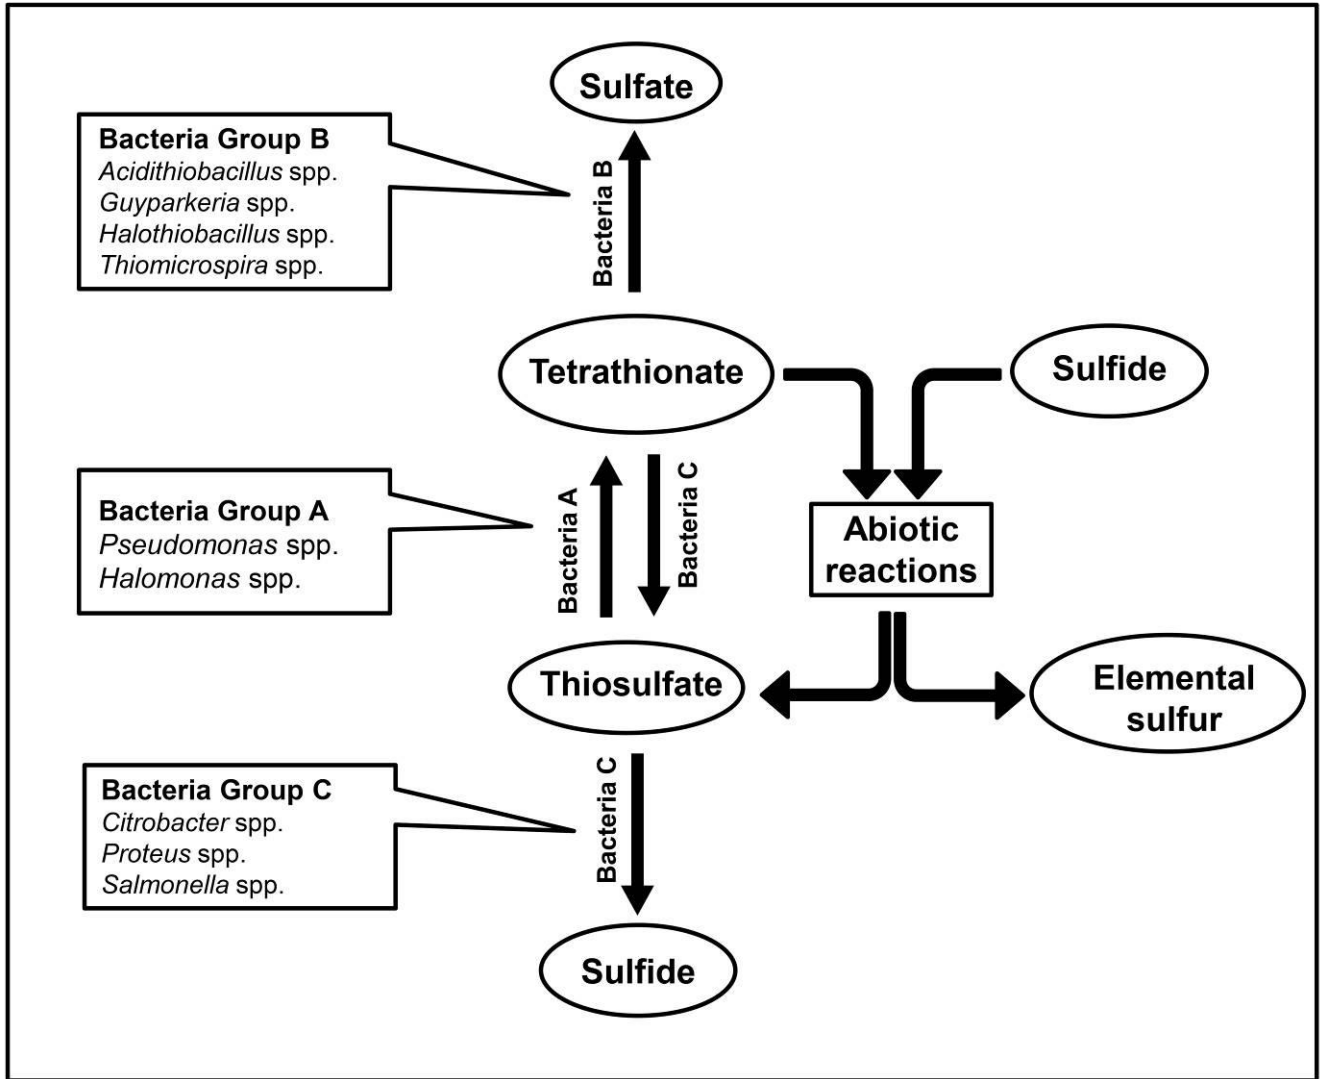 Sulfate
Bacteria Group B
Acidithiobacillus spp.
Guyparkeria spp.
Halothiobacillus spp.
Thiomicrospira spp.
Bacteria B
Tetrathionate
Sulfide
Bacteria Group A
Pseudomonas spp.
Halomonas spp.
Bacteria A
Bacteria C
Abiotic
reactions
Thiosulfate
Elemental
sulfur
Bacteria Group C
Citrobacter spp.
Proteus spp.
Salmonella spp.
Bacteria C
Sulfide